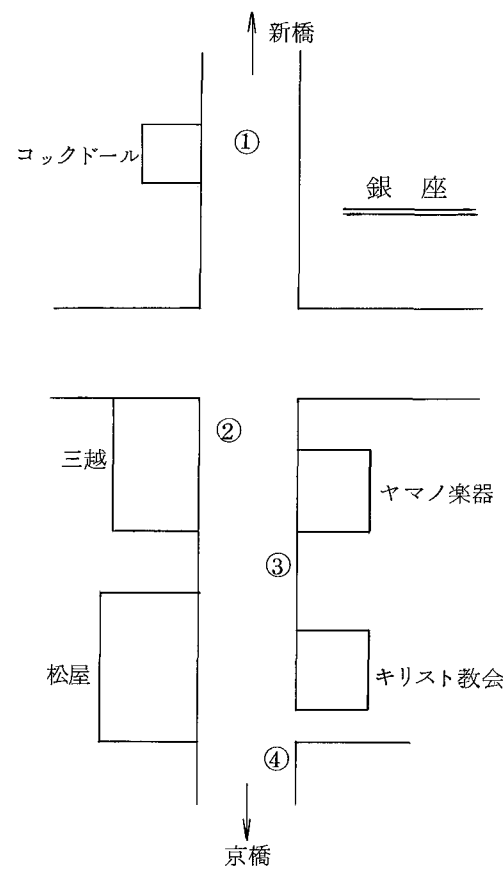 新橋
①
コックドール
銀座
②
三越
ヤマノ楽器
③
松屋
キリスト教会
④
京橋